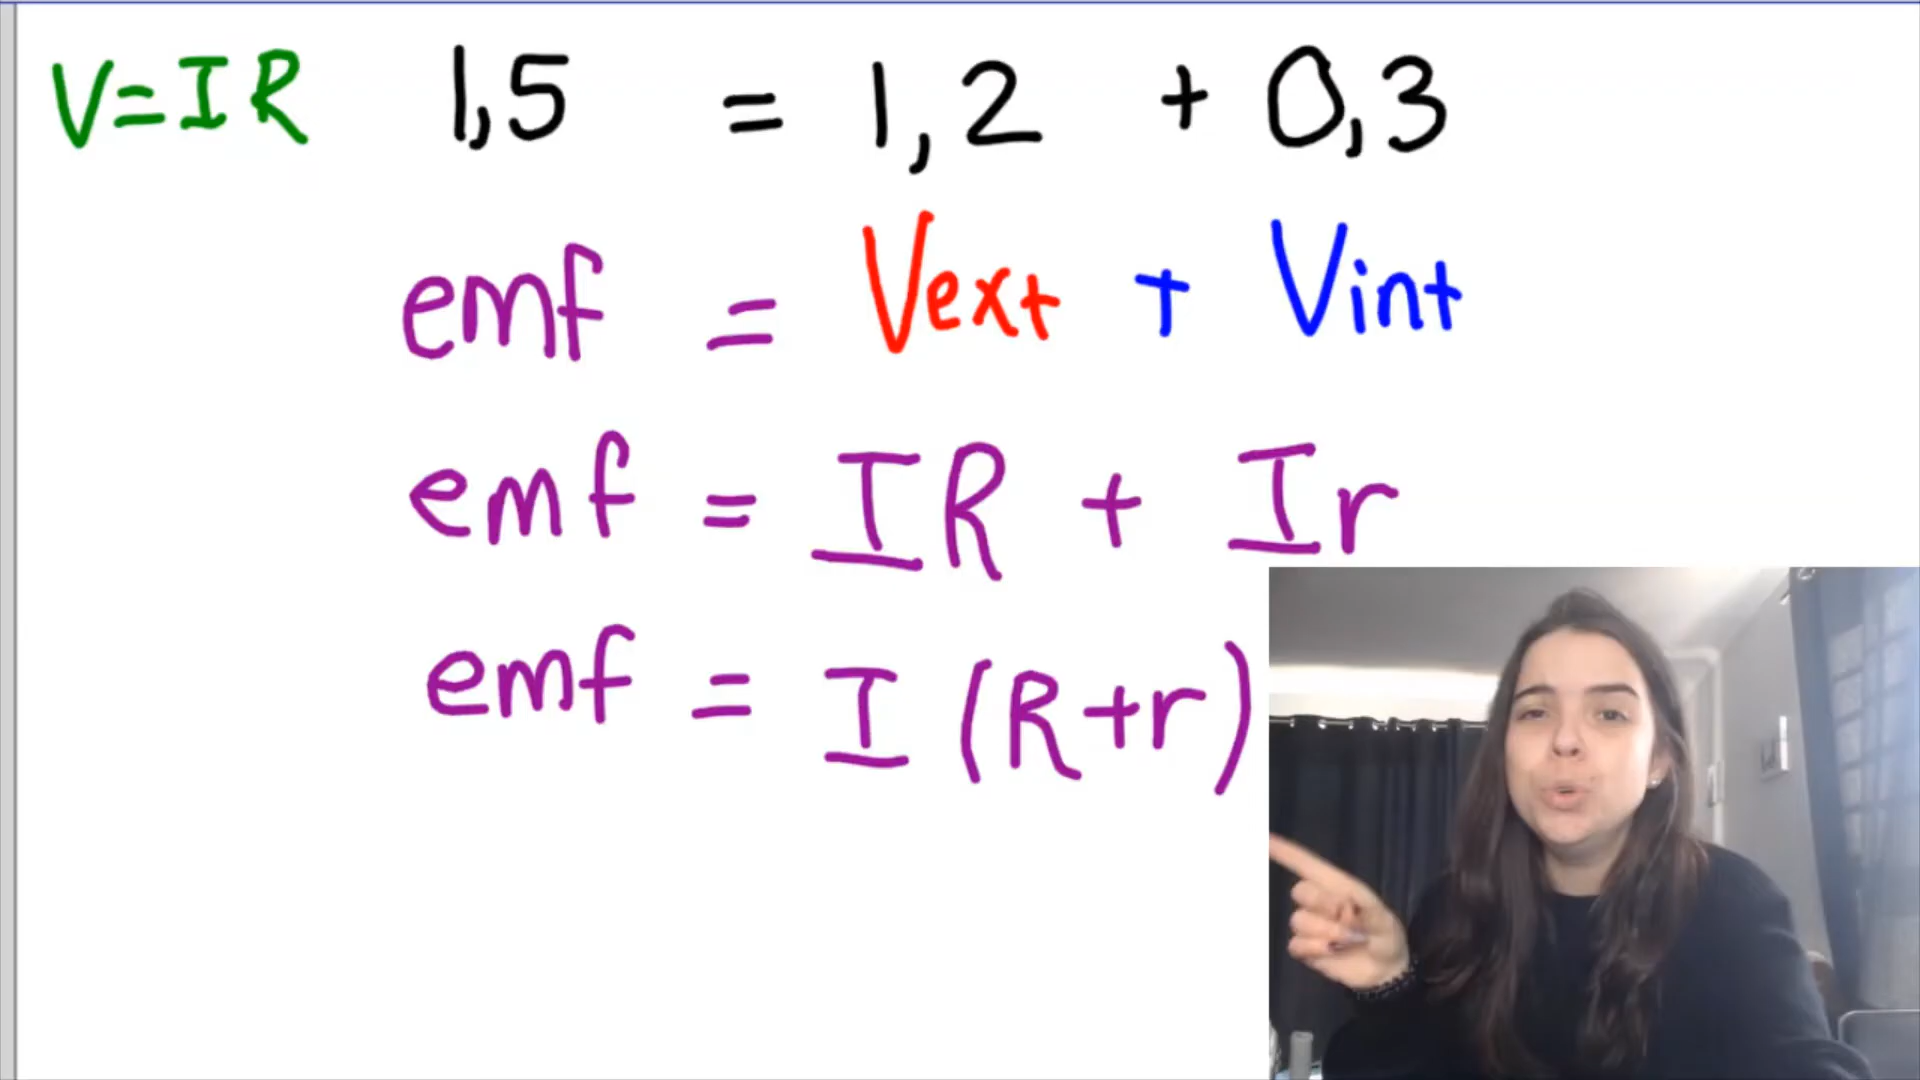 V=IR 1,5 = 1,2 + 0,3
emf = Vext + Vint
emf = IR + Ir
emf = I (R+r)